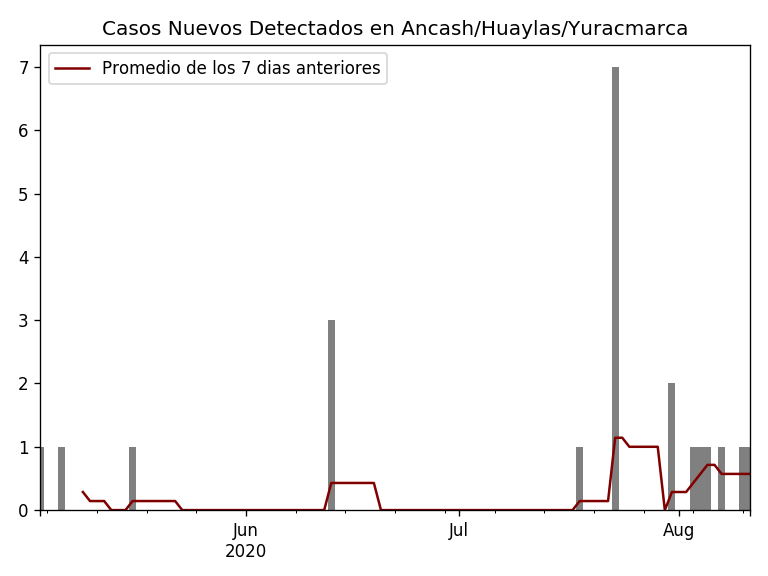 Casos Nuevos Detectados en Ancash/Huaylas/Yuracmarca
Promedio de los 7 dias anteriores
7
6
5
4
3
2
1
0
Jun
Jul
Aug
2020